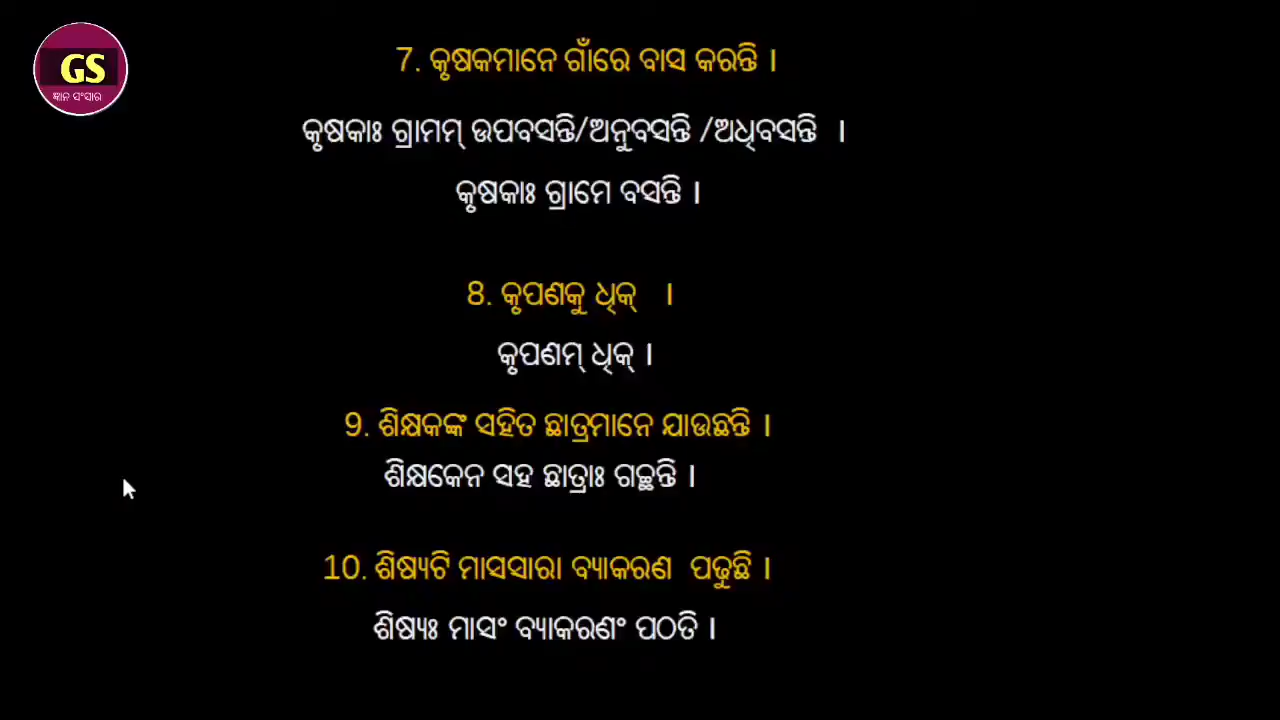 GS
ଜ୍ଞାନ ସଂସାର
7. କୃଷକମାନେ ଗାଁରେ ବାସ କରନ୍ତି ।
କୃଷକାଃ ଗ୍ରାମମ୍ ଉପବସନ୍ତି/ଅନୁବସନ୍ତି /ଅଧିବସନ୍ତି ।
କୃଷକାଃ ଗ୍ରାମେ ବସନ୍ତି ।
8. କୃପଣକୁ ଧିକ୍ ।
କୃପଣମ୍ ଧିକ୍ ।
9. ଶିକ୍ଷକଙ୍କ ସହିତ ଛାତ୍ରମାନେ ଯାଉଛନ୍ତି ।
ଶିକ୍ଷକେନ ସହ ଛାତ୍ରାଃ ଗଚ୍ଛନ୍ତି ।
10. ଶିଷ୍ୟଟି ମାସସାରା ବ୍ୟାକରଣ ପଢୁଛି ।
ଶିଷ୍ୟଃ ମାସଂ ବ୍ୟାକରଣଂ ପଠତି ।